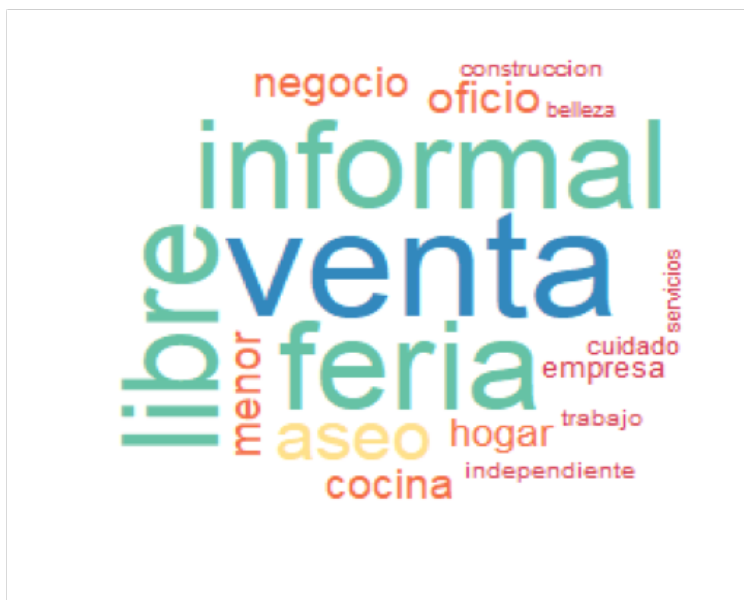 construccion
negocio
oficio
belleza
informal
libre
venta
servicios
feria
menor
cuidado
empresa
aseo
hogar
trabajo
cocina
independiente